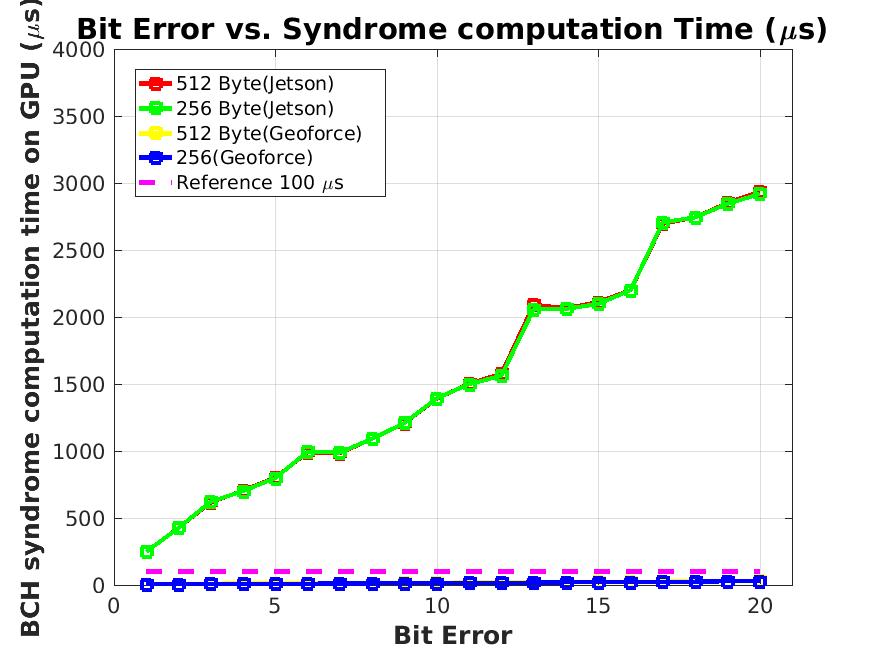 Bit Error vs. Syndrome computation Time (μs)
BCH syndrome computation time on GPU (μs)
4000
3500
3000
2500
2000
1500
1000
500
0
512 Byte(Jetson)
256 Byte(Jetson)
512 Byte(Geoforce)
256(Geoforce)
Reference 100 μs
0 5 10 15 20
Bit Error